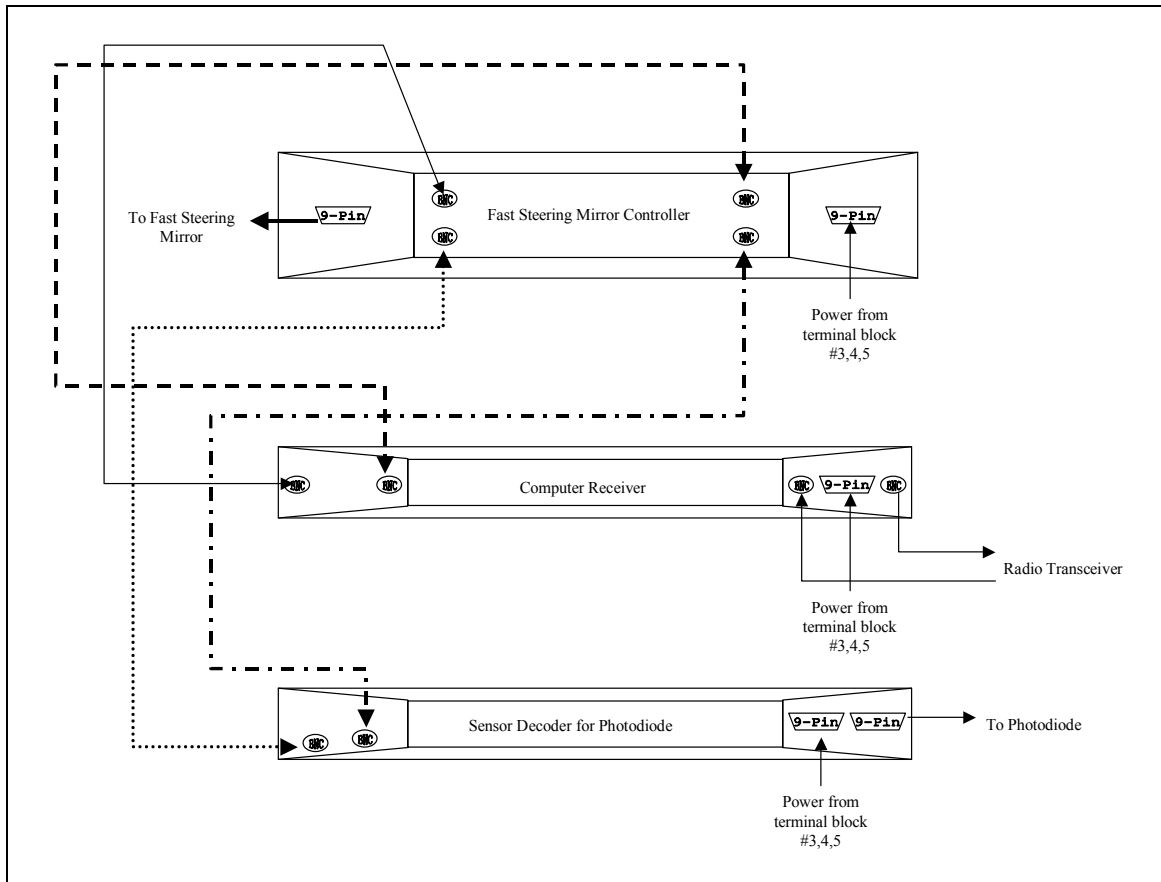 BNC
BNC
To Fast Steering
Mirror
9-Pin
Fast Steering Mirror Controller
9-Pin
BNC
BNC
Power from
terminal block
#3,4,5
BNC
BNC
Computer Receiver
BNC
9-Pin
BNC
Radio Transceiver
Power from
terminal block
#3,4,5
BNC
BNC
Sensor Decoder for Photodiode
9-Pin
9-Pin
To Photodiode
Power from
terminal block
#3,4,5